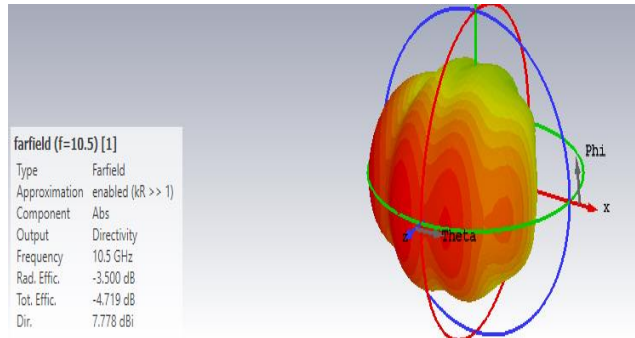 farfield (f=10.5) [1]
Type Farfield
Approximation enabled (kR >> 1)
Component Abs
Output Directivity
Frequency 10.5 GHz
Rad. Effic. -3.500 dB
Tot. Effic. -4.719 dB
Dir. 7.778 dBi
Phi
x
z Theta